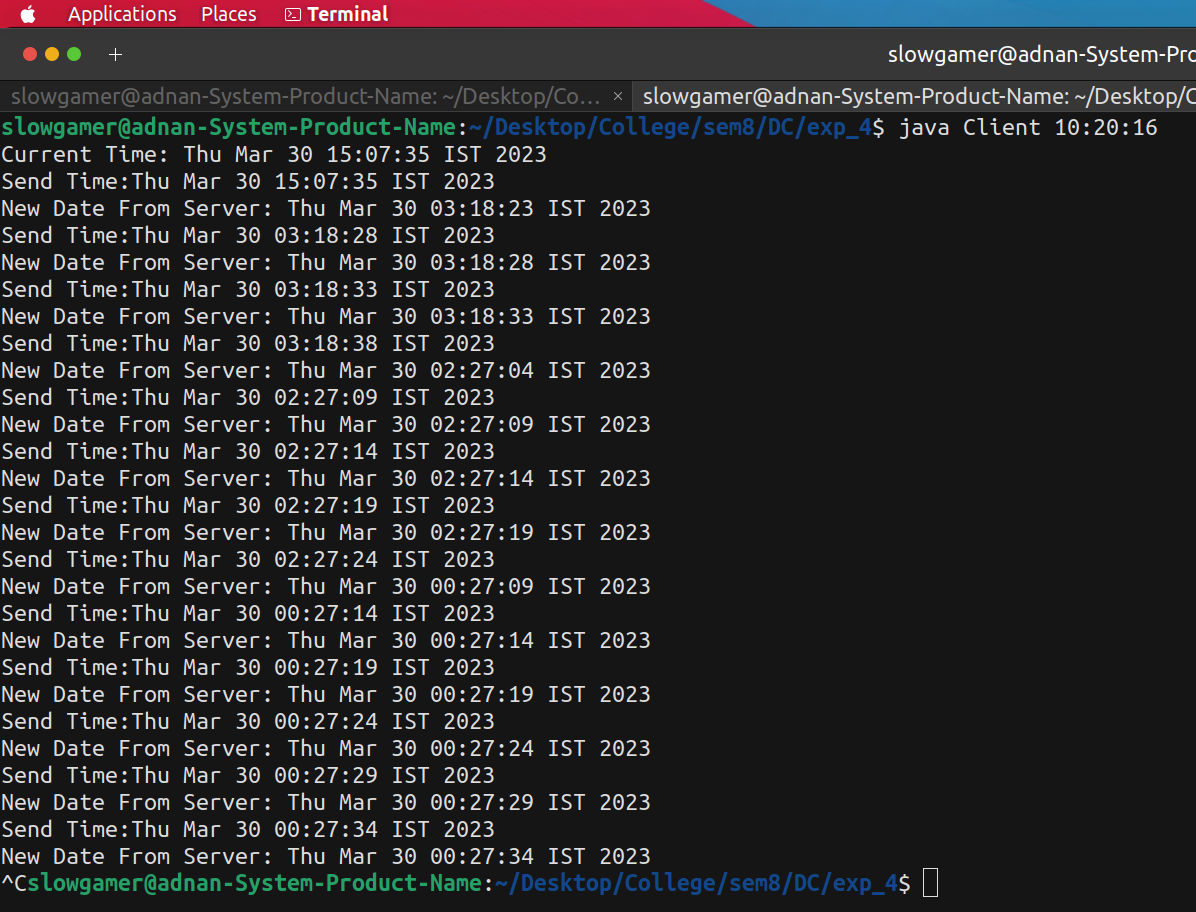 Applications Places Terminal
slowgamer@adnan-System-Pro
slowgamer@adnan-System-Product-Name: ~/Desktop/Co... × slowgamer@adnan-System-Product-Name: ~/Desktop/C
slowgamer@adnan-System-Product-Name:~/Desktop/College/sem8/DC/exp_4$ java Client 10:20:16
Current Time: Thu Mar 30 15:07:35 IST 2023
Send Time:Thu Mar 30 15:07:35 IST 2023
New Date From Server: Thu Mar 30 03:18:23 IST 2023
Send Time:Thu Mar 30 03:18:28 IST 2023
New Date From Server: Thu Mar 30 03:18:28 IST 2023
Send Time:Thu Mar 30 03:18:33 IST 2023
New Date From Server: Thu Mar 30 03:18:33 IST 2023
Send Time:Thu Mar 30 03:18:38 IST 2023
New Date From Server: Thu Mar 30 02:27:04 IST 2023
Send Time:Thu Mar 30 02:27:09 IST 2023
New Date From Server: Thu Mar 30 02:27:09 IST 2023
Send Time:Thu Mar 30 02:27:14 IST 2023
New Date From Server: Thu Mar 30 02:27:14 IST 2023
Send Time:Thu Mar 30 02:27:19 IST 2023
New Date From Server: Thu Mar 30 02:27:19 IST 2023
Send Time:Thu Mar 30 02:27:24 IST 2023
New Date From Server: Thu Mar 30 00:27:09 IST 2023
Send Time:Thu Mar 30 00:27:14 IST 2023
New Date From Server: Thu Mar 30 00:27:14 IST 2023
Send Time:Thu Mar 30 00:27:19 IST 2023
New Date From Server: Thu Mar 30 00:27:19 IST 2023
Send Time:Thu Mar 30 00:27:24 IST 2023
New Date From Server: Thu Mar 30 00:27:24 IST 2023
Send Time:Thu Mar 30 00:27:29 IST 2023
New Date From Server: Thu Mar 30 00:27:29 IST 2023
Send Time:Thu Mar 30 00:27:34 IST 2023
New Date From Server: Thu Mar 30 00:27:34 IST 2023
^Cslowgamer@adnan-System-Product-Name:~/Desktop/College/sem8/DC/exp_4$